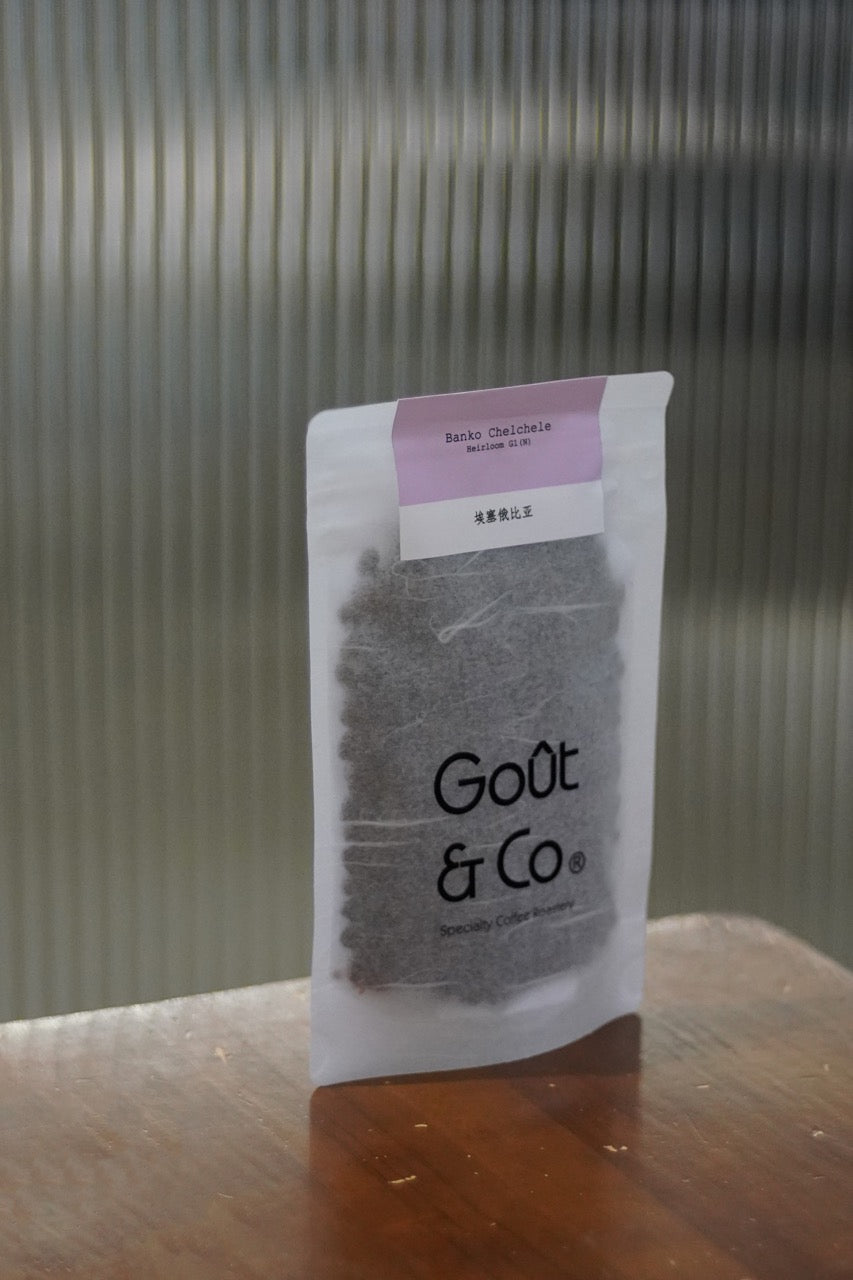 Banko Chelchele
Heirloom G1(N)
埃塞俄比亚
Goût
& Co®
Specialty Coffee Roastery